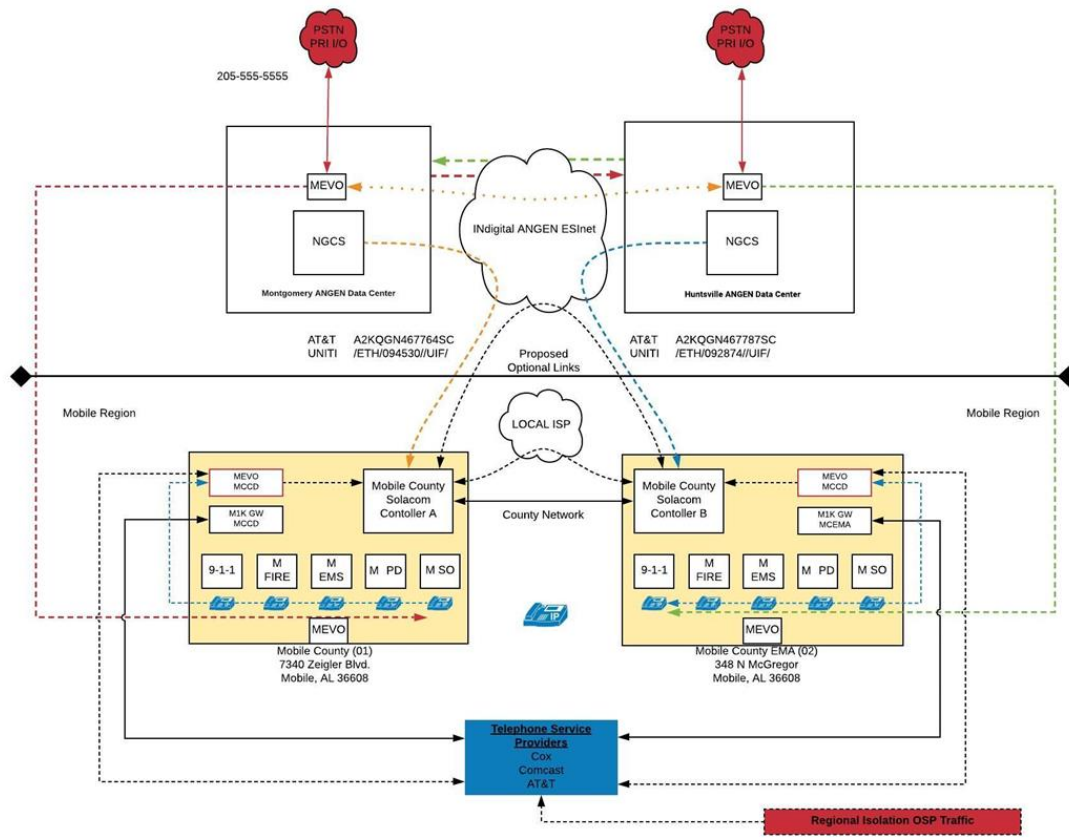 PSTN
PRI I/O
PSTN
PRI I/O
205-555-5555
MEVO
MEVO
NGCS
INdigital ANGEN ESInet
NGCS
Montgomery ANGEN Data Center
Huntsville ANGEN Data Center
AT&T A2KQGN467764SC
UNITI /ETH/094530//UIF/
AT&T A2KQGN467787SC
UNITI /ETH/092874//UIF/
Proposed
Optional Links
Mobile Region
Mobile Region
LOCAL ISP
MEVO
MCCD
Mobile County
Solacom
Contoller A
Mobile County
Solacom
Contoller B
MEVO
MCCD
M1K GW
MCCD
County Network
M1K GW
MCEMA
9-1-1
M
FIRE
M
EMS
M PD
M SO
9-1-1
M
FIRE
M
EMS
M PD
M SO
IP
MEVO
MEVO
Mobile County (01)
7340 Zeigler Blvd.
Mobile, AL 36608
Mobile County EMA (02)
348 N McGregor
Mobile, AL 36608
Telephone Service
Providers
Cox
Comcast
AT&T
Regional Isolation OSP Traffic